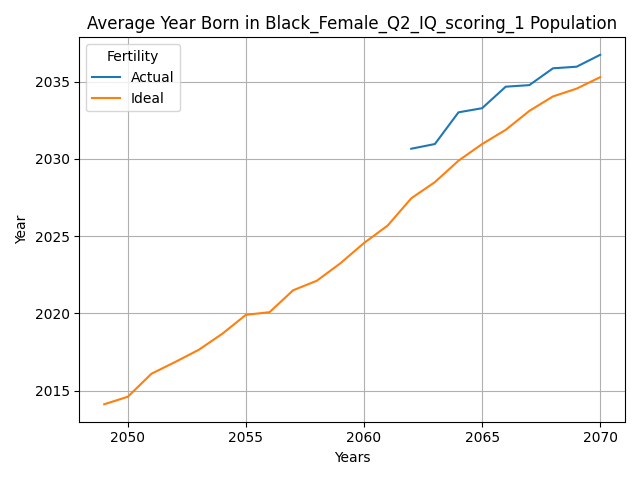 Average Year Born in Black_Female_Q2_IQ_scoring_1 Population
Fertility
Actual
Ideal
2035
2030
2025
2020
2015
Year
2050
2055
2060
2065
2070
Years